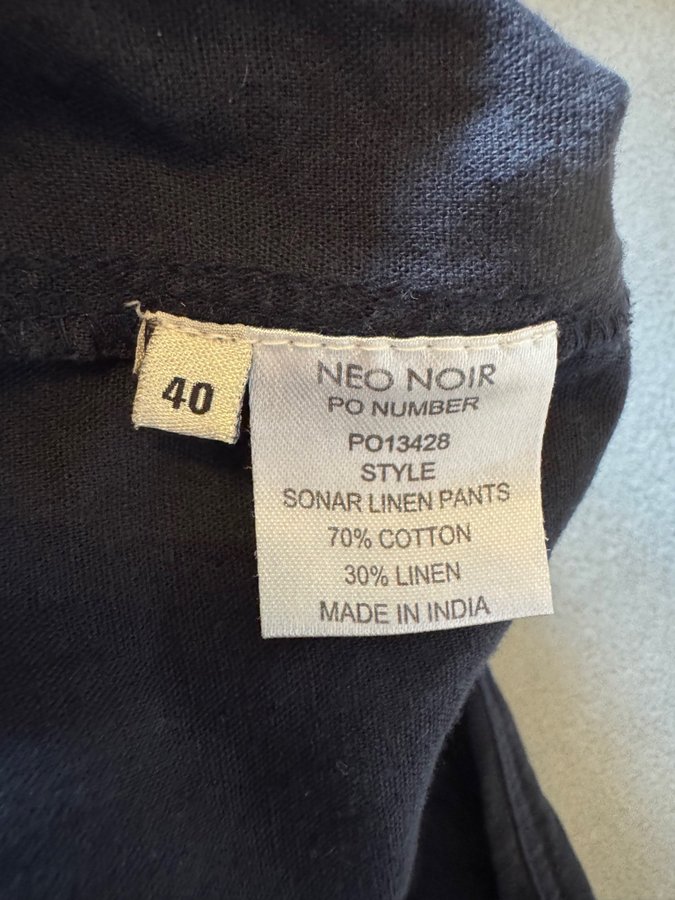 40
NEO NOIR
PO NUMBER
PO13428
STYLE
SONAR LINEN PANTS
70% COTTON
30% LINEN
MADE IN INDIA